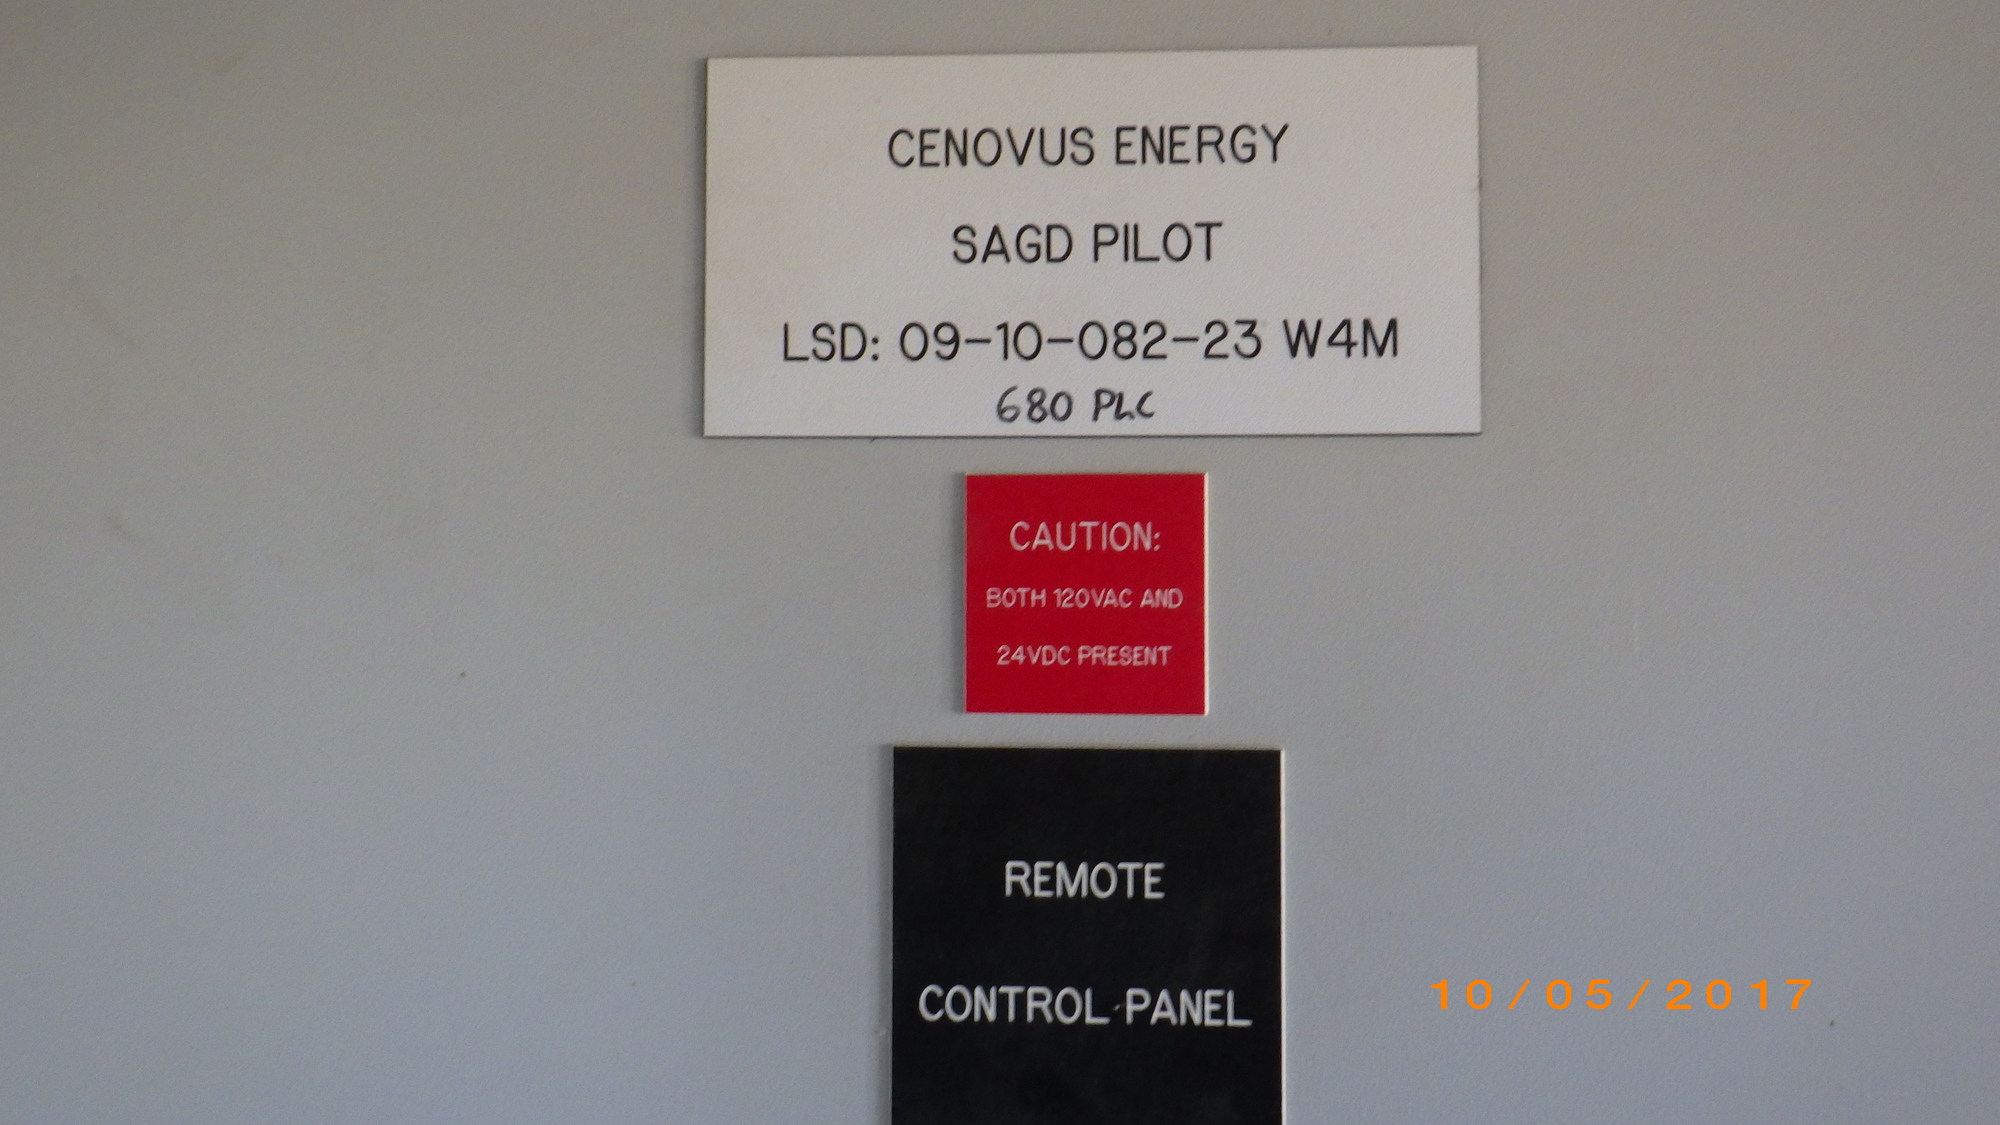 CENOVUS ENERGY
SAGD PILOT
LSD: 09-10-082-23 W4M
680 PLC
CAUTION:
BOTH 120VAC AND
24VDC PRESENT
REMOTE
CONTROL PANEL
10/05/2017